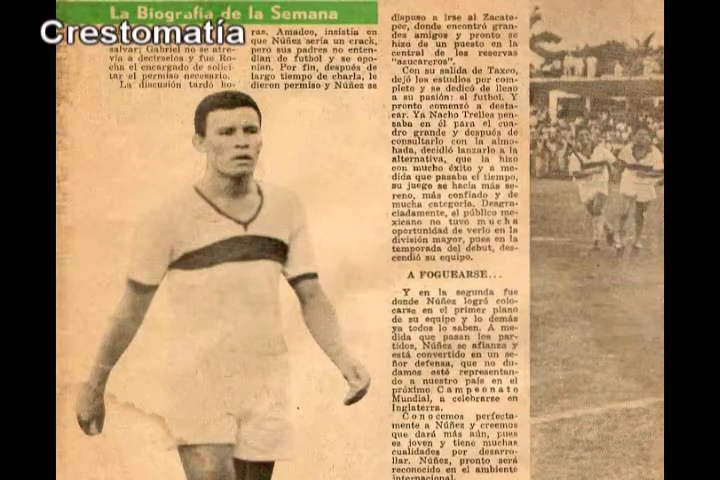 La Biografía de la Semana
Crestomatía
salvar; Gabriel no se atre-
vía a decírselos y fue Ro-
cha el encargado de solici-
tar el permiso necesario.
La discusión tardó ho-
ras. Amadeo, insistía en
que Núñez sería un crack,
pero sus padres no enten-
dían de futbol y se opo-
nían. Por fin, después de
largo tiempo de charla, le
dieron permiso y Núñez se
dispuso a irse al Zacate-
pec, donde encontró grandes
amigos y pronto se
hizo de un puesto en la
central de los reservas
"azucareros".
Con su salida de Taxco,
dejó los estudios por com-
pleto y se dedicó de lleno
a su pasión: el futbol. Y
pronto comenzó a desta-
car. Ya Nacho Trelles pen-
saba en él para el cua-
dro grande y después de
consultarlo con la almo-
hada, decidió lanzarlo a la
alternativa, que la hizo
con mucho éxito y a me-
dida que pasaba el tiempo,
su juego se hacía más se-
reno, más confiado y de
mucha categoría. Desgra-
ciadamente, el público me-
xicano no tuvo mucha
oportunidad de verlo en la
división mayor, pues en la
temporada del debut, des-
cendió su equipo.
A FOGUEARSE...
Y en la segunda fue
donde Núñez logró colo-
carse en el primer plano
de su equipo y lo demás
ya todos lo saben. A me-
dida que pasan los par-
tidos, Núñez se afianza y
está convertido en un se-
ñor defensa, que no du-
damos esté representan-
do a nuestro país en el
próximo Campeonato
Mundial, a celebrarse en
Inglaterra.
Conocemos perfecta-
mente a Núñez y creemos
que dará más aún, pues
es joven y tiene muchas
cualidades por desarro-
llar. Núñez, pronto será
reconocido en el ambiente
internacional.